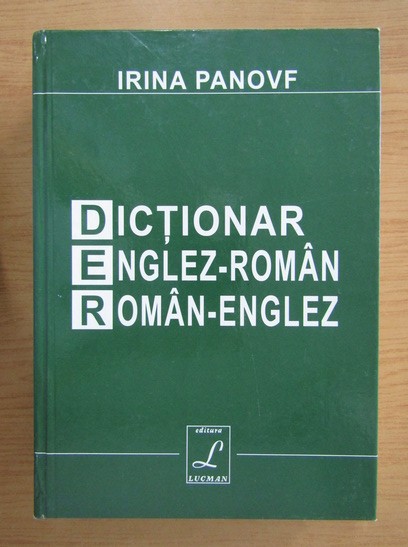 IRINA PANOVF
DICȚIONAR
ENGLEZ-ROMÂN
ROMÂN-ENGLEZ
editura
L
LUCMAN